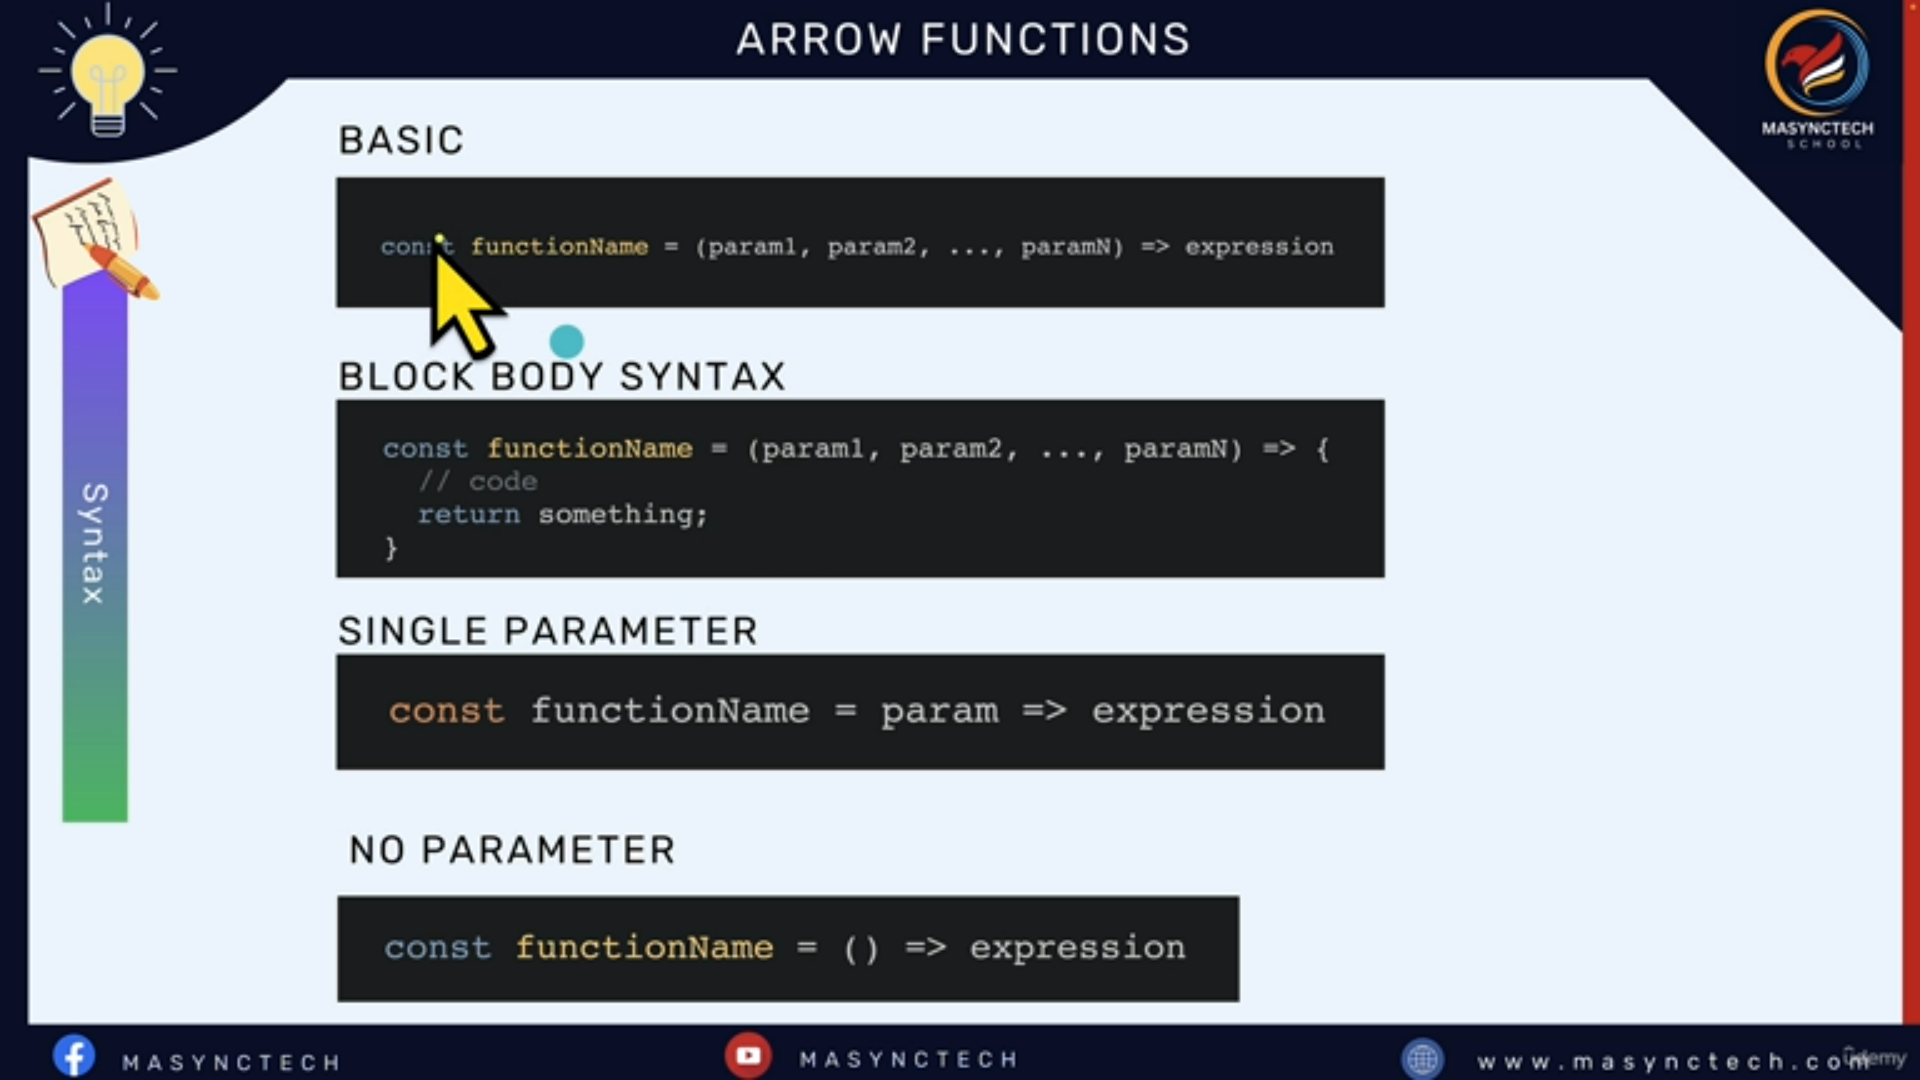 ARROW FUNCTIONS
MASYNCTECH
SCHOOL
BASIC
const functionName = (param1, param2, ..., paramN) => expression
BLOCK BODY SYNTAX
const functionName = (param1, param2, ..., paramN) => {
// code
return something;
}
Syntax
SINGLE PARAMETER
const functionName = param => expression
NO PARAMETER
const functionName = () => expression
MASYNCTECH
MASYNCTECH
www.masynctech.com
ûdemy